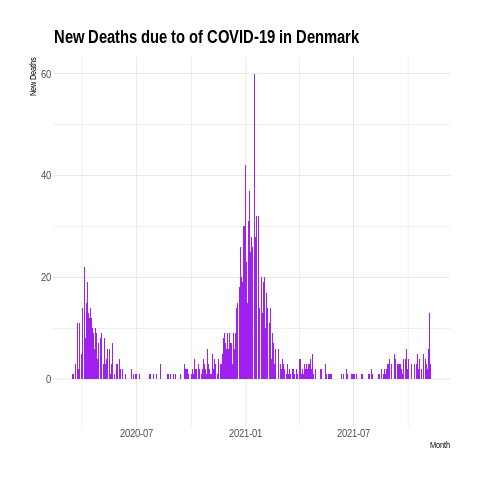 New Deaths due to of COVID-19 in Denmark
New Deaths
60
40
20
0
2020-07
2021-01
2021-07
Month